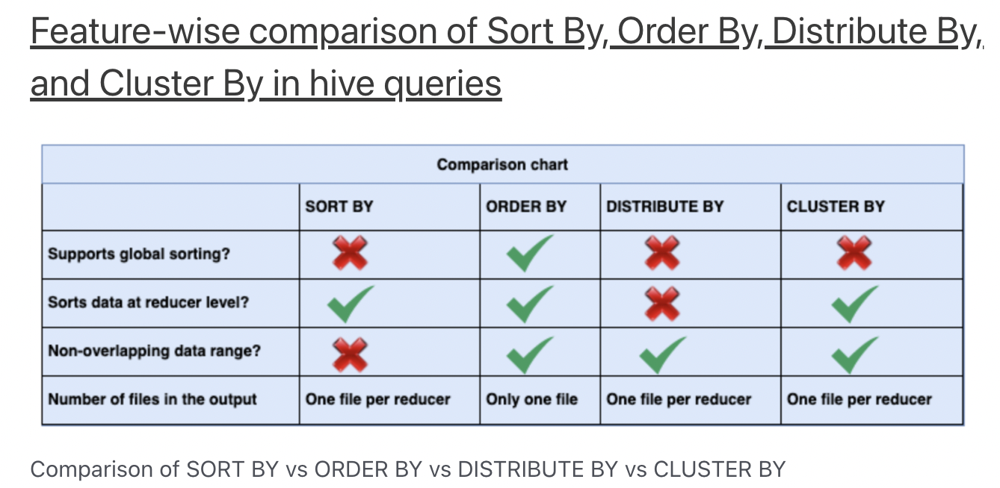 Feature-wise comparison of Sort By, Order By, Distribute By,
and Cluster By in hive queries
Comparison chart
SORT BY ORDER BY DISTRIBUTE BY CLUSTER BY
Supports global sorting?
Sorts data at reducer level?
Non-overlapping data range?
Number of files in the output One file per reducer Only one file One file per reducer One file per reducer
Comparison of SORT BY vs ORDER BY vs DISTRIBUTE BY vs CLUSTER BY